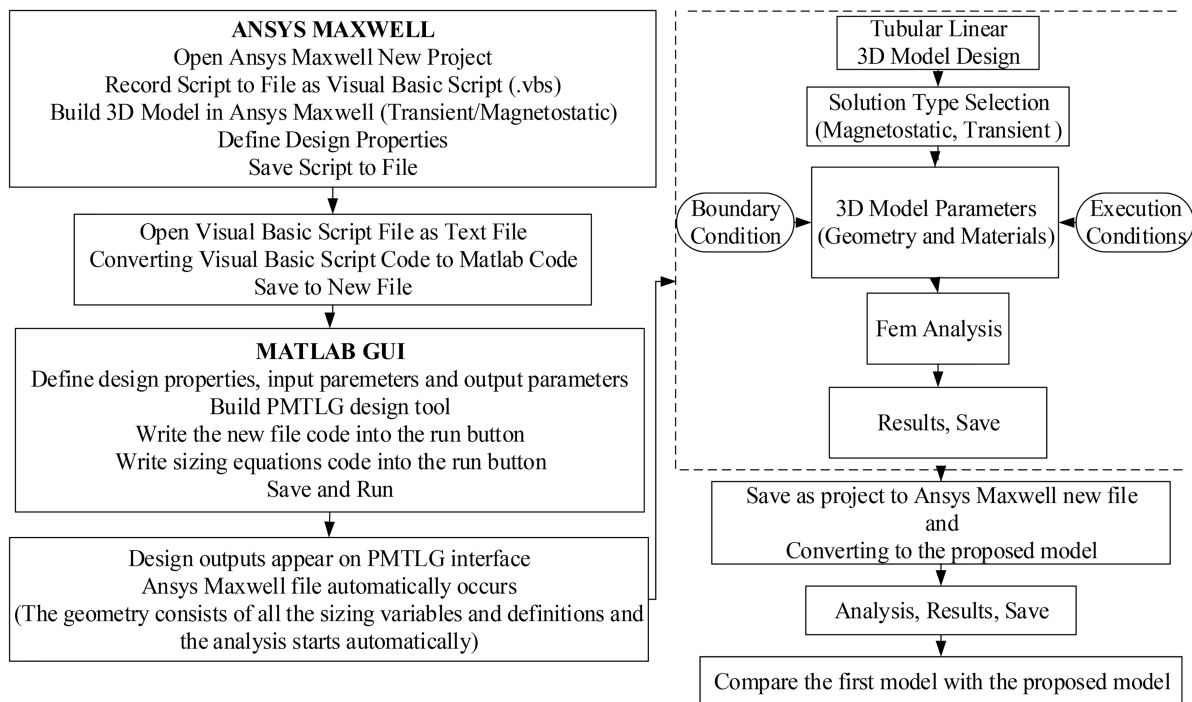 ANSYS MAXWELL
Open Ansys Maxwell New Project
Record Script to File as Visual Basic Script (.vbs)
Build 3D Model in Ansys Maxwell (Transient/Magnetostatic)
Define Design Properties
Save Script to File
Open Visual Basic Script File as Text File
Converting Visual Basic Script Code to Matlab Code
Save to New File
MATLAB GUI
Define design properties, input paremeters and output parameters
Build PMTLG design tool
Write the new file code into the run button
Write sizing equations code into the run button
Save and Run
Design outputs appear on PMTLG interface
Ansys Maxwell file automatically occurs
(The geometry consists of all the sizing variables and definitions and
the analysis starts automatically)
Tubular Linear
3D Model Design
Solution Type Selection
(Magnetostatic, Transient )
Boundary
Condition
3D Model Parameters
(Geometry and Materials)
Execution
Conditions
Fem Analysis
Results, Save
Save as project to Ansys Maxwell new file
and
Converting to the proposed model
Analysis, Results, Save
Compare the first model with the proposed model